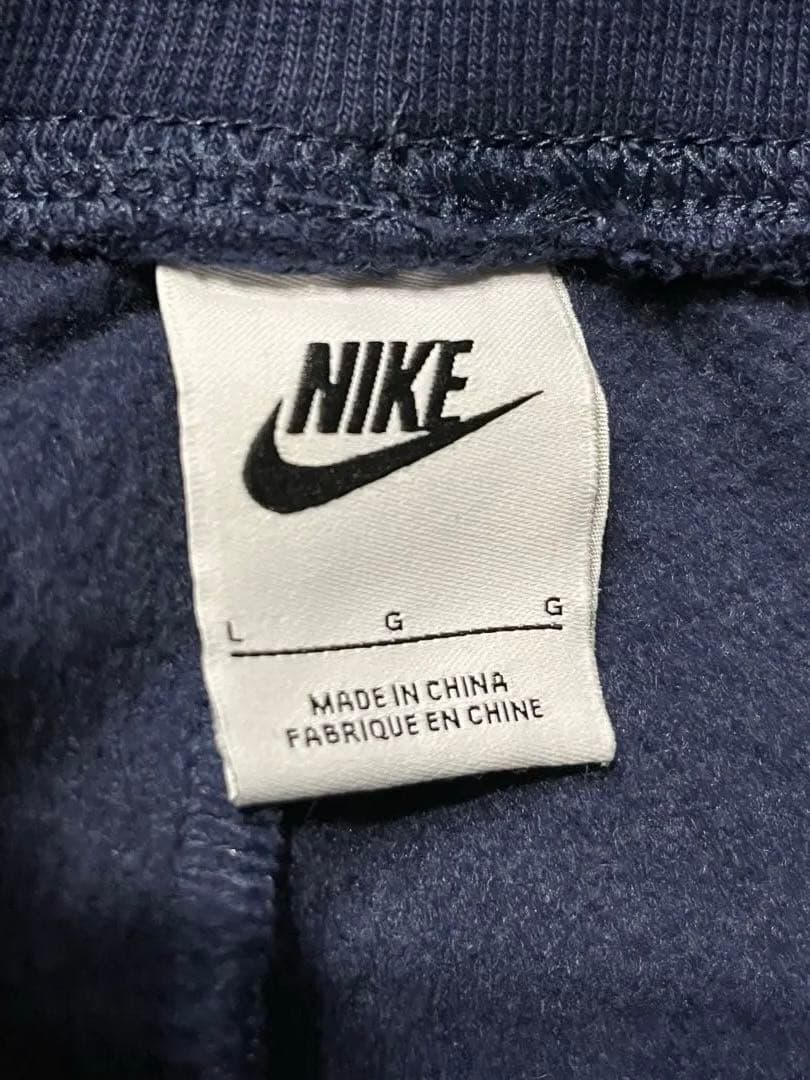 NIKE
L G G
MADE IN CHINA
FABRIQUE EN CHINE